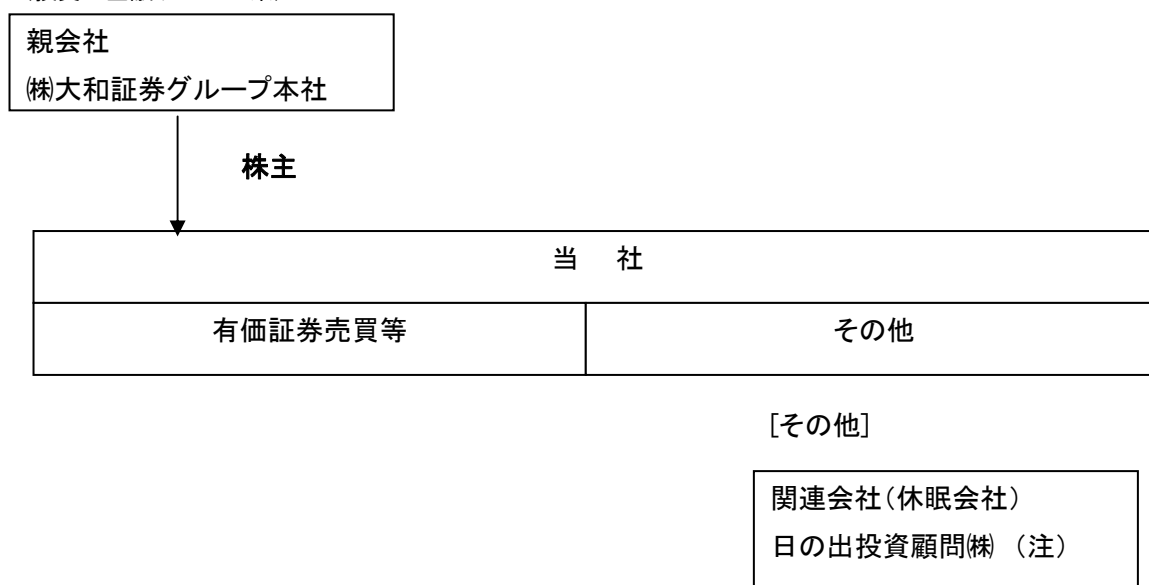 親会社
㈱大和証券グループ本社
株主
当　社
有価証券売買等
その他
[その他]
関連会社(休眠会社)
日の出投資顧問㈱ (注)